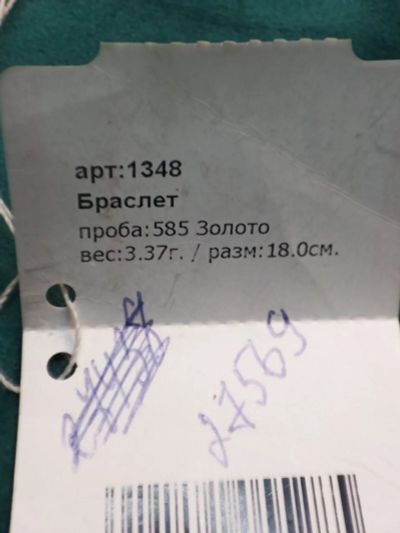 арт:1348
Браслет
проба:585 Золото
вес:3.37г. / разм:18.0см.
27569